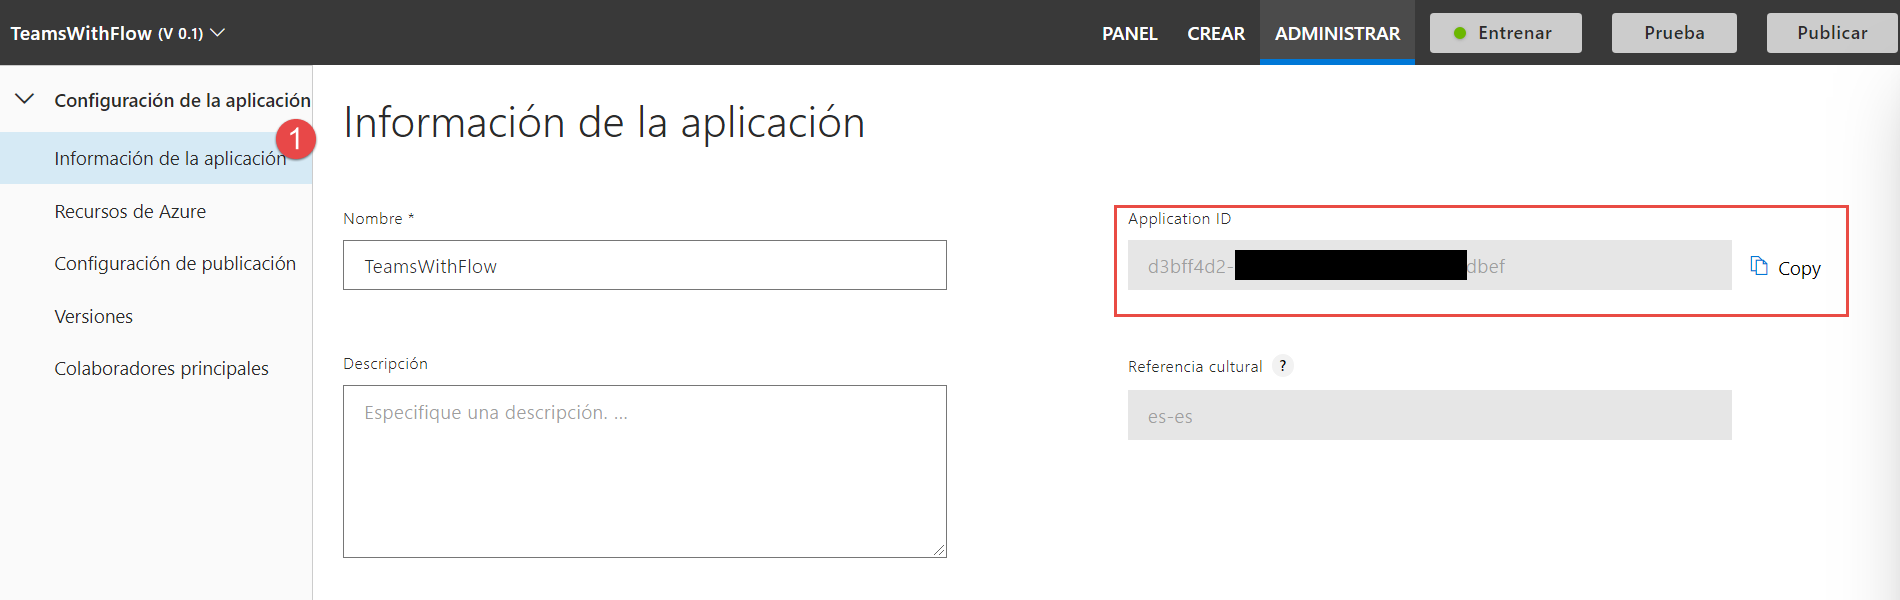 TeamsWithFlow (V 0.1)
PANEL
CREAR
ADMINISTRAR
Entrenar
Prueba
Publicar
Configuración de la aplicación
1
Información de la aplicación
Recursos de Azure
Configuración de publicación
Versiones
Colaboradores principales
Información de la aplicación
Nombre *
TeamsWithFlow
Application ID
d3bff4d2- dbef
Copy
Descripción
Especifique una descripción. ...
Referencia cultural ?
es-es